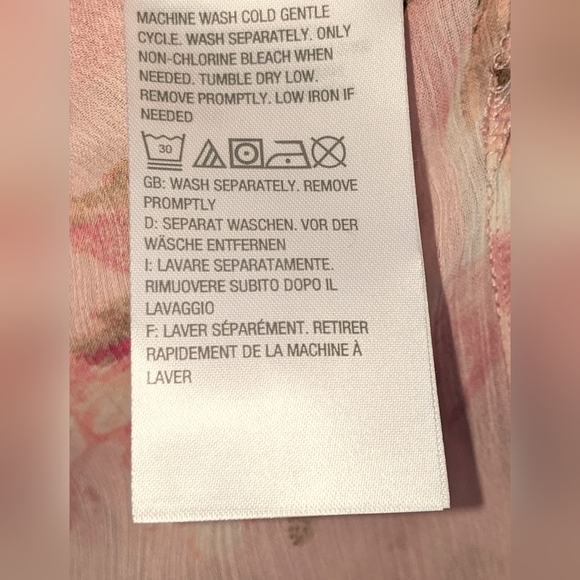 MACHINE WASH COLD GENTLE
CYCLE. WASH SEPARATELY. ONLY
NON-CHLORINE BLEACH WHEN
NEEDED. TUMBLE DRY LOW.
REMOVE PROMPTLY. LOW IRON IF
NEEDED
30
GB: WASH SEPARATELY. REMOVE
PROMPTLY
D: SEPARAT WASCHEN. VOR DER
WÄSCHE ENTFERNEN
I: LAVARE SEPARATAMENTE.
RIMUOVERE SUBITO DOPO IL
LAVAGGIO
F: LAVER SÉPARÉMENT. RETIRER
RAPIDEMENT DE LA MACHINE À
LAVER